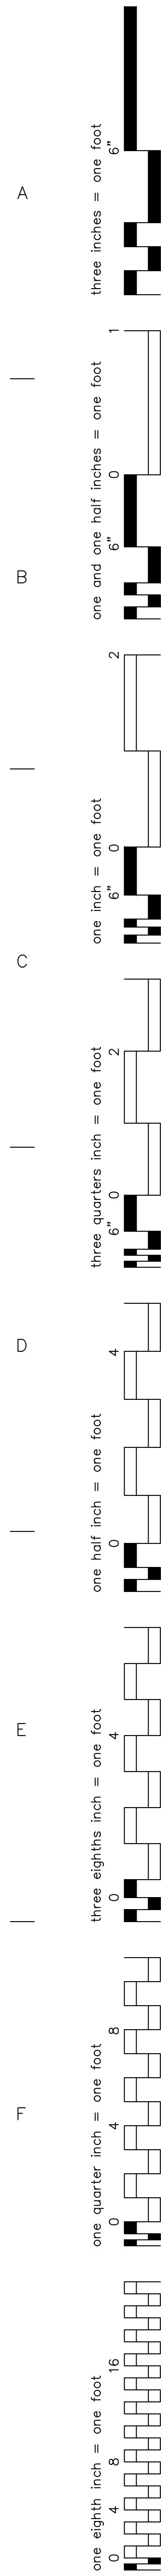 A
B
C
D
E
F
three inches = one foot
6"
one and one half inches = one foot
6" 0 1
one inch = one foot
6" 0 2
three quarters inch = one foot
6" 0 2
one half inch = one foot
0 4
three eighths inch = one foot
0 4
one quarter inch = one foot
0 4 8
one eighth inch = one foot
0 4 8 16